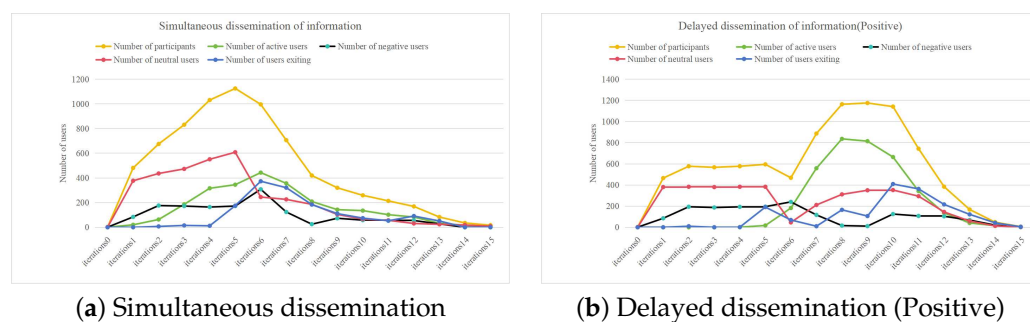 Simultaneous dissemination of information
Number of participants Number of active users Number of negative users
Number of neutral users Number of users exiting
1200
1000
800
600
400
200
0
Number of users
iterations0 iterations1 iterations2 iterations3 iterations4 iterations5 iterations6 iterations7 iterations8 iterations9 iterations10 iterations11 iterations12 iterations13 iterations14 iterations15
(a) Simultaneous dissemination
Delayed dissemination of information(Positive)
Number of participants Number of active users Number of negative users
Number of neutral users Number of users exiting
1400
1200
1000
800
600
400
200
0
Number of users
iterations0 iterations1 iterations2 iterations3 iterations4 iterations5 iterations6 iterations7 iterations8 iterations9 iterations10 iterations11 iterations12 iterations13 iterations14 iterations15
(b) Delayed dissemination (Positive)